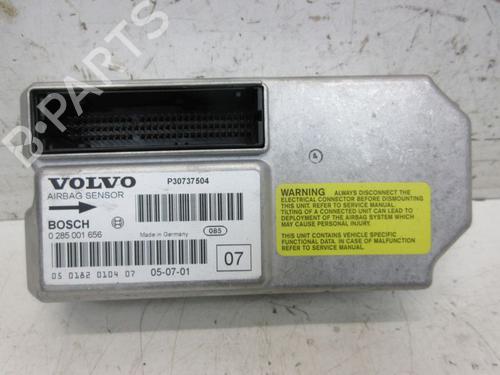 B-PARTS
VOLVO
P30737504
AIRBAG SENSOR
BOSCH
Made in Germany
085
0 285 001 656
05 0182 0104 07
05-07-01
07
WARNING ALWAYS DISCONNECT THE
ELECTRICAL CONNECTOR BEFORE HANDLING
THIS UNIT. REFER TO SERVICE MANUAL.
TILTING OF A CONNECTED UNIT CAN LEAD TO
DEPLOYMENT OF THE AIRBAG SYSTEM WHICH
MAY CAUSE INJURY.
THIS UNIT CONTAINS VEHICLE SPECIFIC
FUNCTIONAL DATA. IN CASE OF MALFUNCTION
REFER TO SERVICE MANUAL.